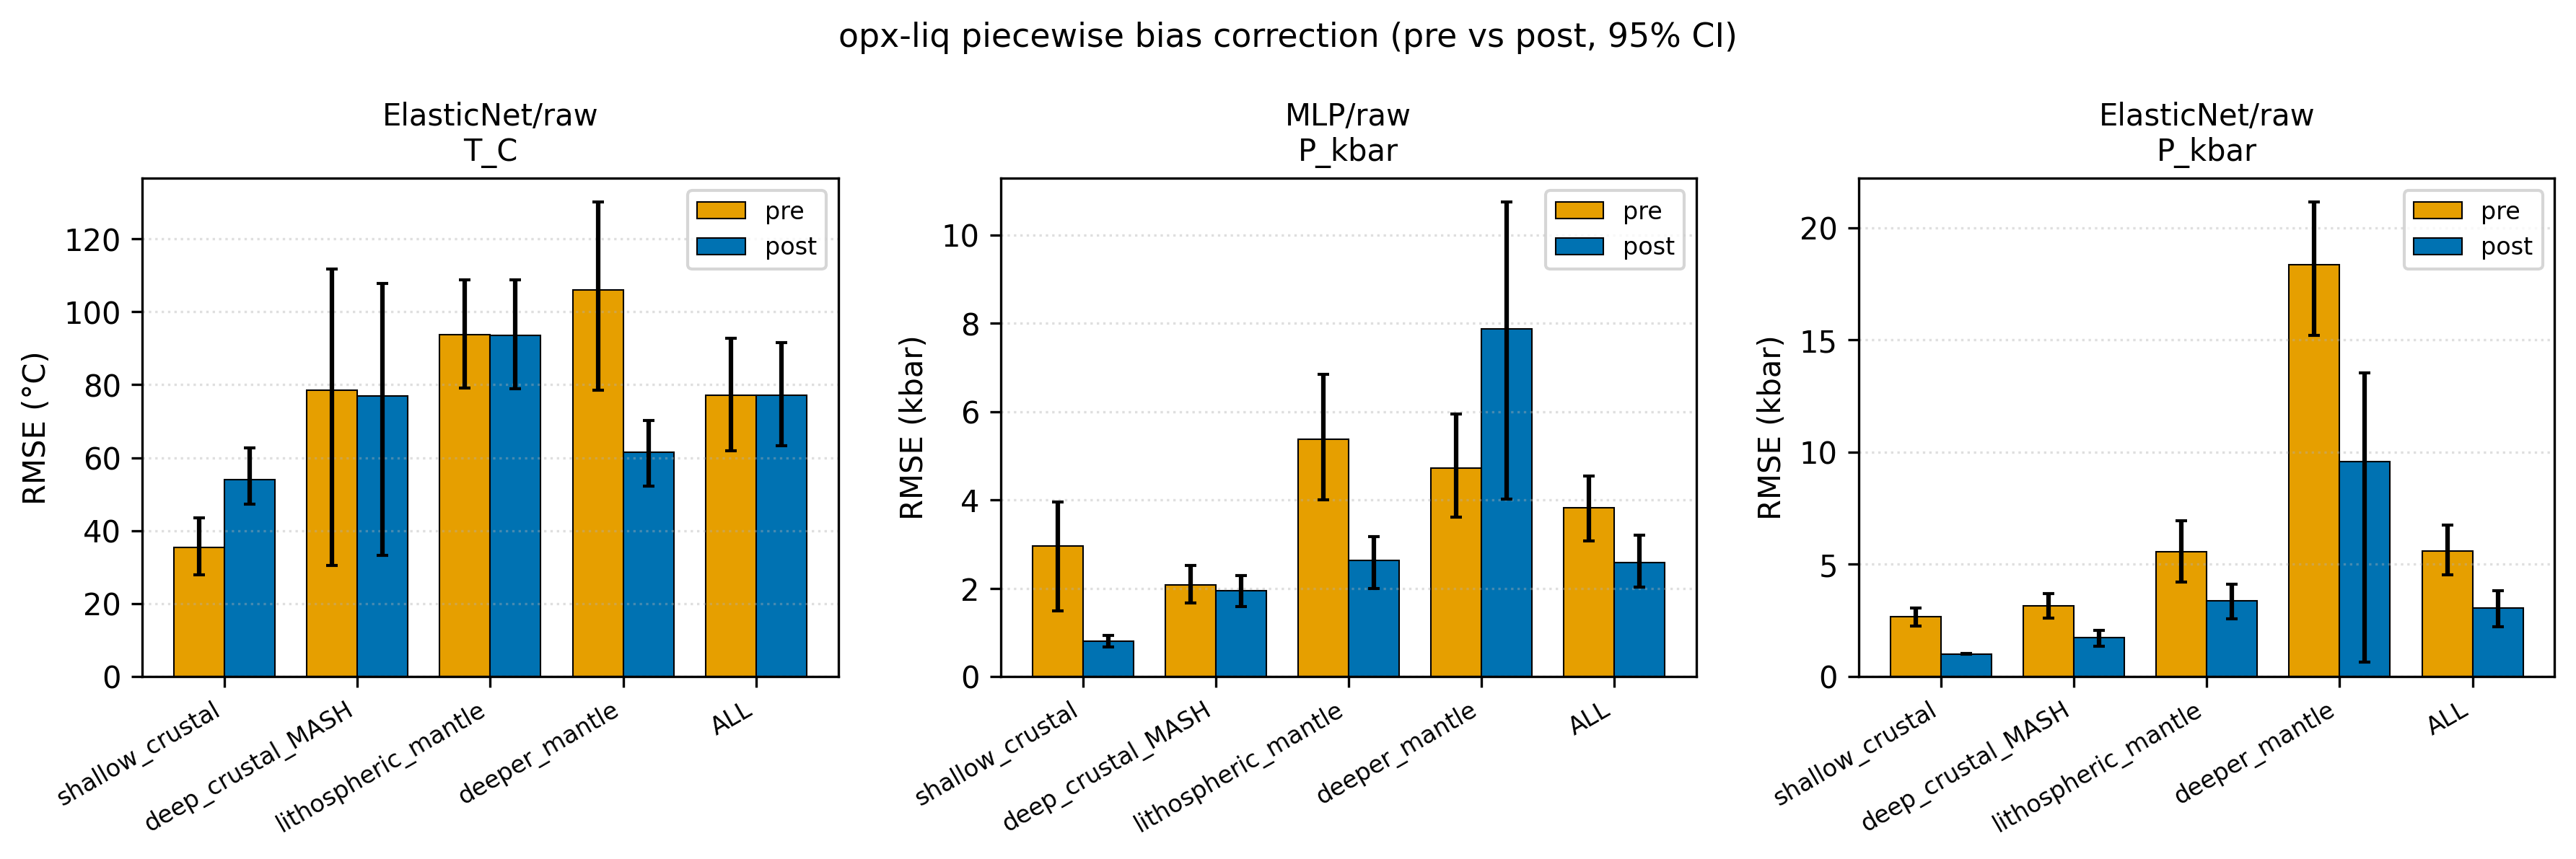 opx-liq piecewise bias correction (pre vs post, 95% CI)
ElasticNet/raw
T_C
RMSE (°C)
120
100
80
60
40
20
0
pre
post
shallow_crustal
deep_crustal_MASH
lithospheric_mantle
deeper_mantle
ALL
MLP/raw
P_kbar
RMSE (kbar)
10
8
6
4
2
0
pre
post
shallow_crustal
deep_crustal_MASH
lithospheric_mantle
deeper_mantle
ALL
ElasticNet/raw
P_kbar
RMSE (kbar)
20
15
10
5
0
pre
post
shallow_crustal
deep_crustal_MASH
lithospheric_mantle
deeper_mantle
ALL